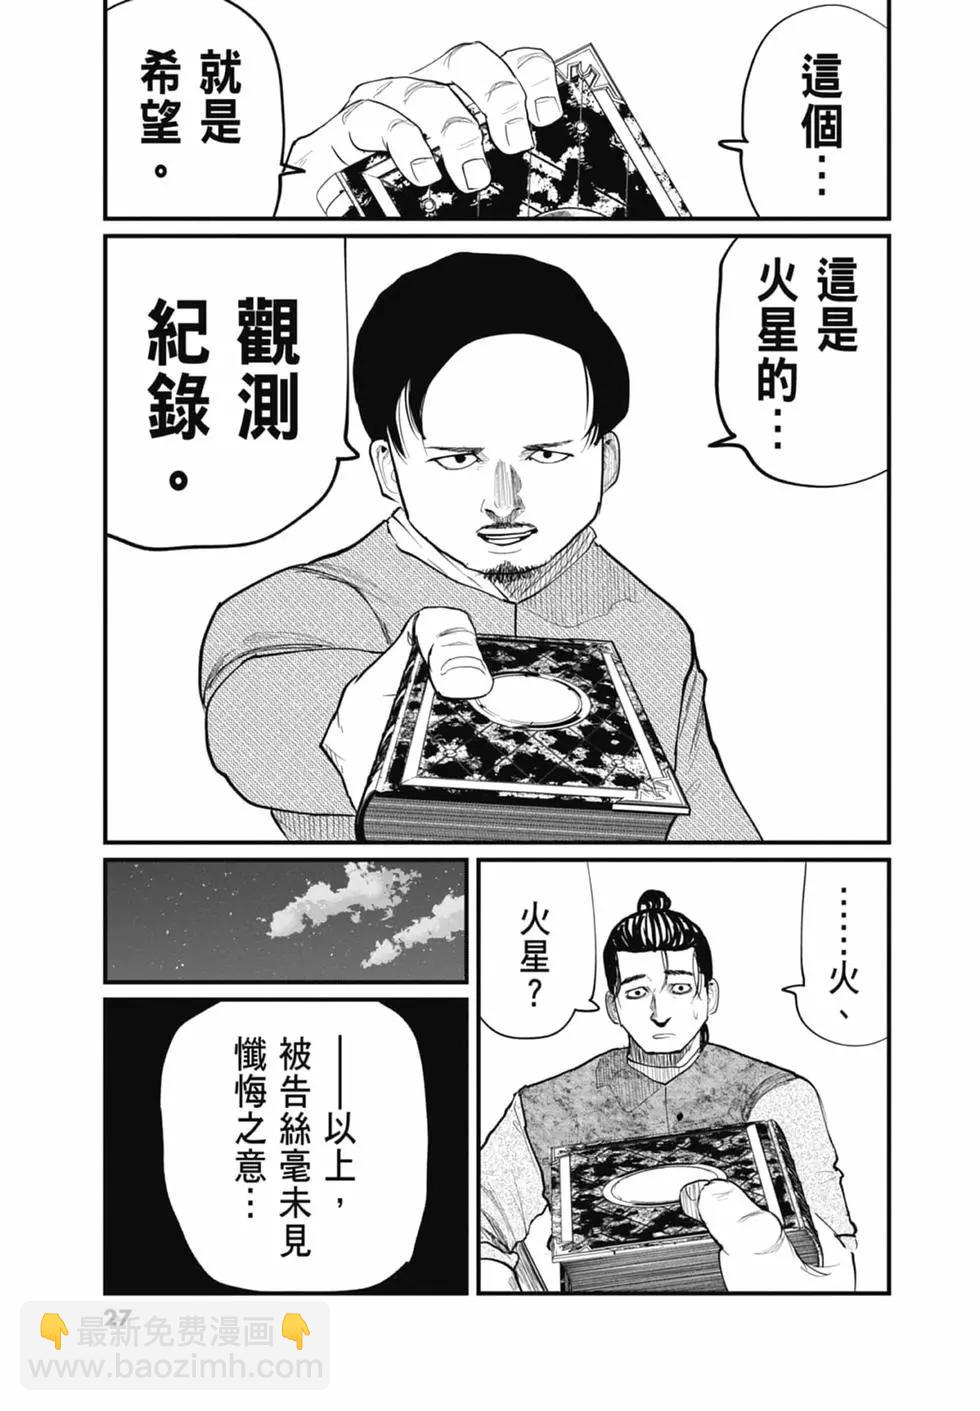 這個…
就是
希望。
這是
火星的…
觀測
紀錄。
……火、
火星？
——以上，
被告絲毫未見
懺悔之意…
27
👇最新免费漫画👇
www.baozimh.com